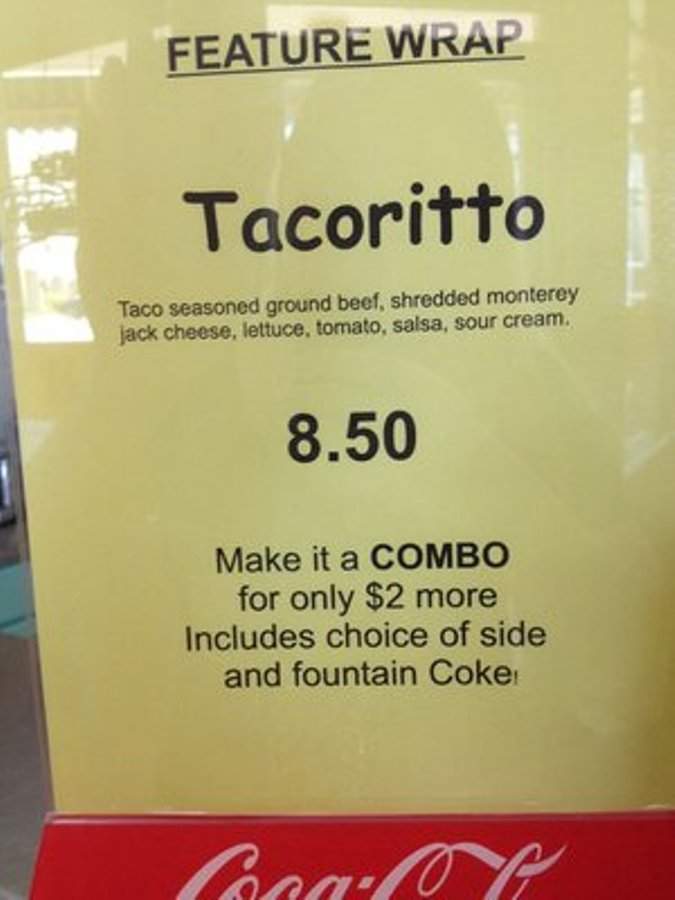 FEATURE WRAP
Tacoritto
Taco seasoned ground beef, shredded monterey
jack cheese, lettuce, tomato, salsa, sour cream.
8.50
Make it a COMBO
for only $2 more
Includes choice of side
and fountain Coke!
Coca-Co